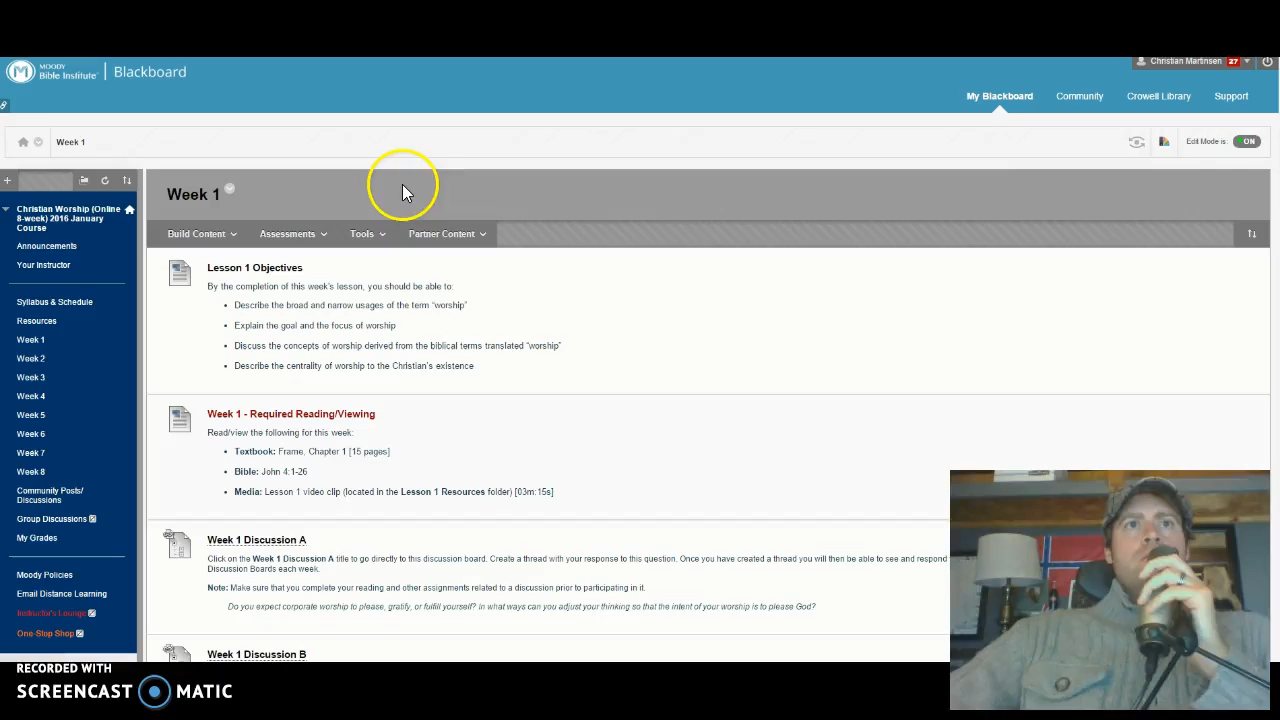 MOODY
Bible Institute™ | Blackboard
Christian Martinsen 27
My Blackboard Community Crowell Library Support
Week 1
Edit Mode is: ON
Christian Worship (Online
8-week) 2016 January
Course
Announcements
Your Instructor
Syllabus & Schedule
Resources
Week 1
Week 2
Week 3
Week 4
Week 5
Week 6
Week 7
Week 8
Community Posts/
Discussions
Group Discussions
My Grades
Moody Policies
Email Distance Learning
Instructor's Lounge
One-Stop Shop
Week 1
Build Content Assessments Tools Partner Content
Lesson 1 Objectives
By the completion of this week's lesson, you should be able to:
• Describe the broad and narrow usages of the term “worship”
• Explain the goal and the focus of worship
• Discuss the concepts of worship derived from the biblical terms translated “worship”
• Describe the centrality of worship to the Christian's existence
Week 1 - Required Reading/Viewing
Read/view the following for this week:
• Textbook: Frame, Chapter 1 [15 pages]
• Bible: John 4:1-26
• Media: Lesson 1 video clip (located in the Lesson 1 Resources folder) [03m:15s]
Week 1 Discussion A
Click on the Week 1 Discussion A title to go directly to this discussion board. Create a thread with your response to this question. Once you have created a thread you will then be able to see and respond
Discussion Boards each week.
Note: Make sure that you complete your reading and other assignments related to a discussion prior to participating in it.
Do you expect corporate worship to please, gratify, or fulfill yourself? In what ways can you adjust your thinking so that the intent of your worship is to please God?
Week 1 Discussion B
RECORDED WITH
SCREENCAST MATIC